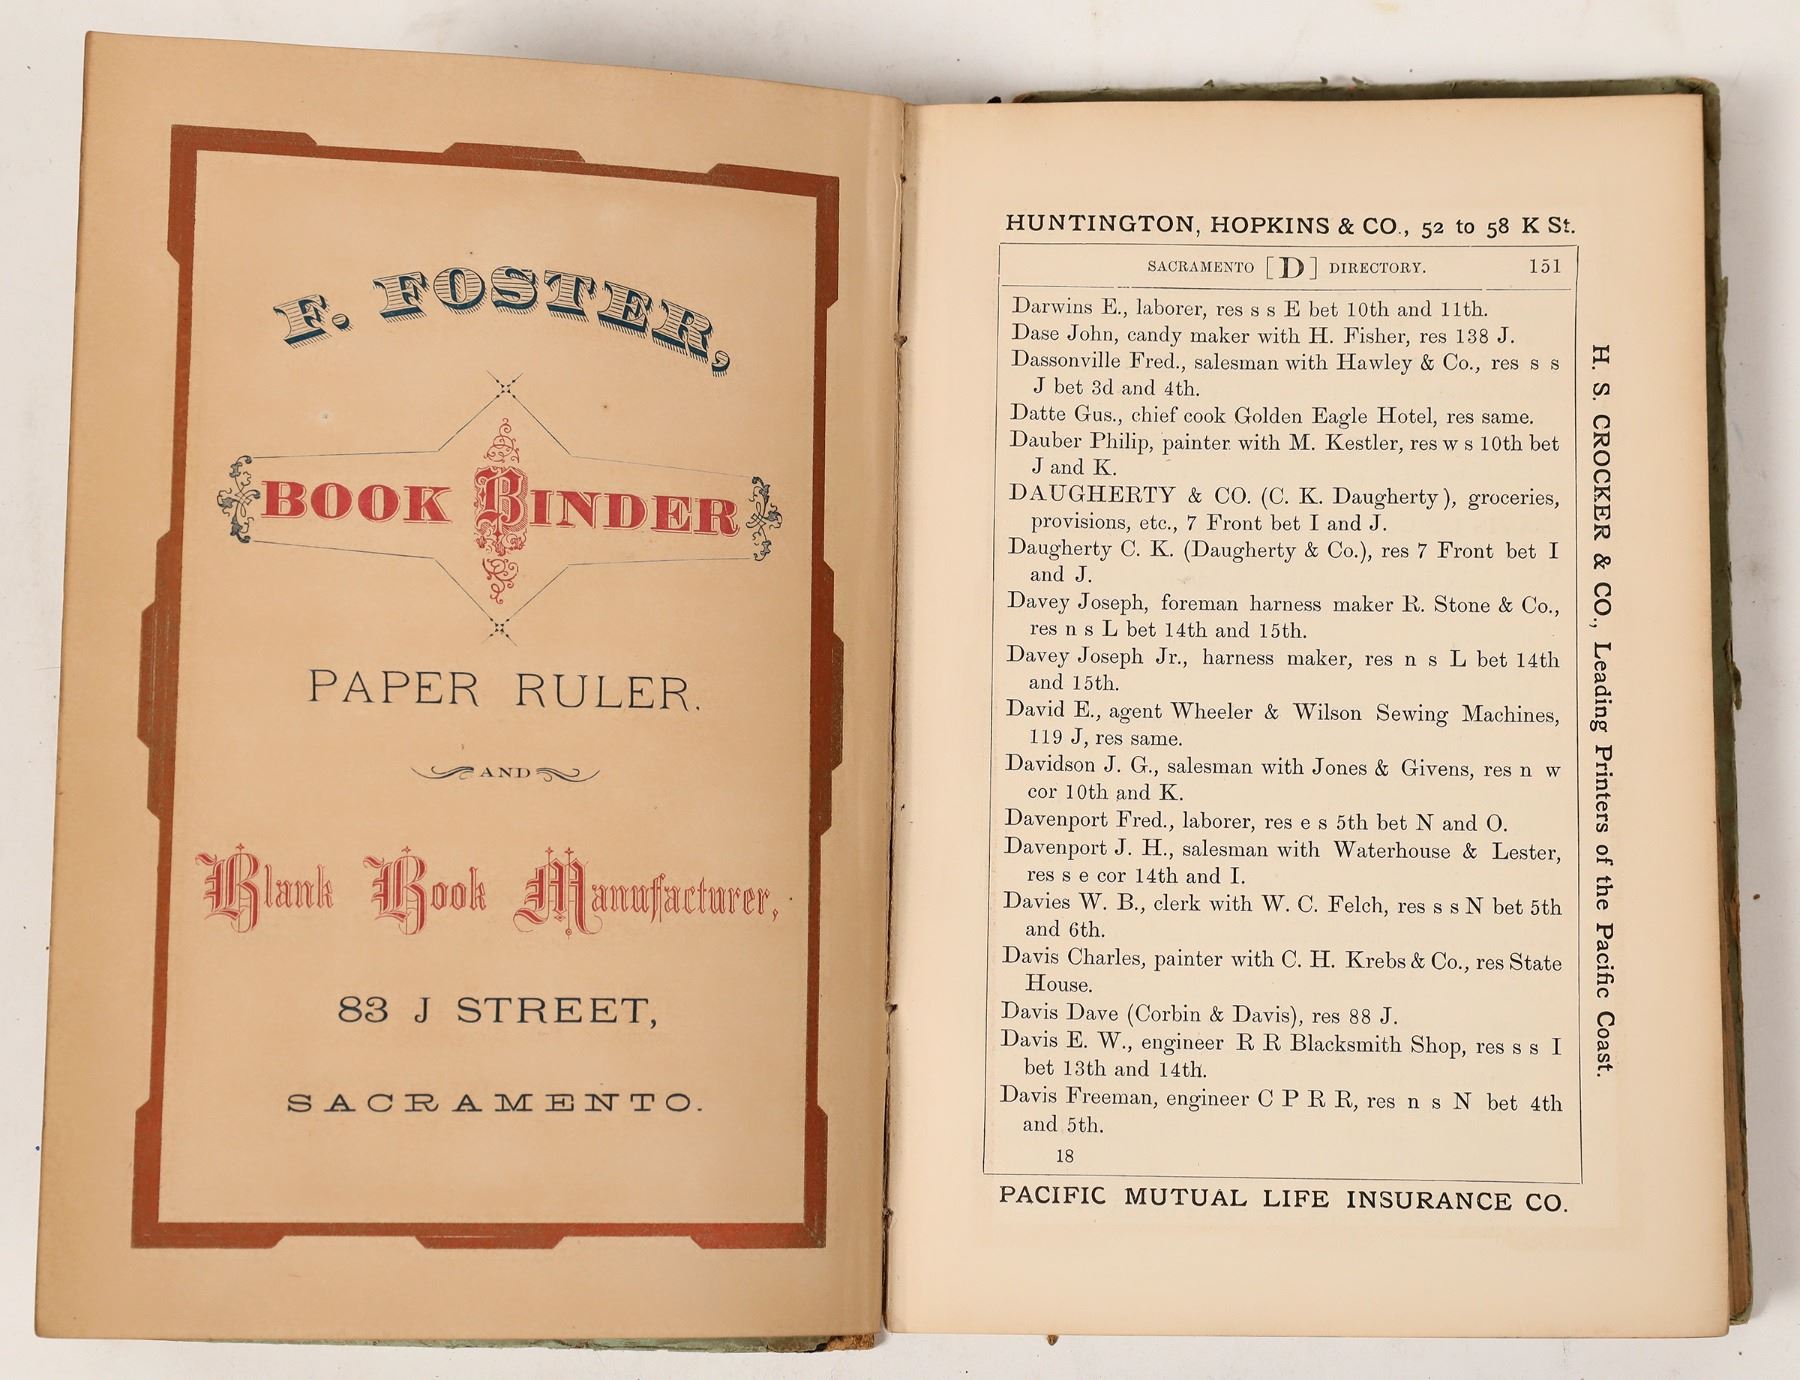 F. FOSTER,
BOOK BINDER
PAPER RULER.
AND
Blank Book Manufacturer,
83 J STREET,
SACRAMENTO.
HUNTINGTON, HOPKINS & CO., 52 to 58 K St.
SACRAMENTO [D] DIRECTORY. 151
Darwins E., laborer, res s s E bet 10th and 11th.
Dase John, candy maker with H. Fisher, res 138 J.
Dassonville Fred., salesman with Hawley & Co., res s s
J bet 3d and 4th.
Datte Gus., chief cook Golden Eagle Hotel, res same.
Dauber Philip, painter with M. Kestler, res w s 10th bet
J and K.
DAUGHERTY & CO. (C. K. Daugherty), groceries,
provisions, etc., 7 Front bet I and J.
Daugherty C. K. (Daugherty & Co.), res 7 Front bet I
and J.
Davey Joseph, foreman harness maker R. Stone & Co.,
res n s L bet 14th and 15th.
Davey Joseph Jr., harness maker, res n s L bet 14th
and 15th.
David E., agent Wheeler & Wilson Sewing Machines,
119 J, res same.
Davidson J. G., salesman with Jones & Givens, res n w
cor 10th and K.
Davenport Fred., laborer, res e s 5th bet N and O.
Davenport J. H., salesman with Waterhouse & Lester,
res s e cor 14th and I.
Davies W. B., clerk with W. C. Felch, res s s N bet 5th
and 6th.
Davis Charles, painter with C. H. Krebs & Co., res State
House.
Davis Dave (Corbin & Davis), res 88 J.
Davis E. W., engineer R R Blacksmith Shop, res s s I
bet 13th and 14th.
Davis Freeman, engineer C P R R, res n s N bet 4th
and 5th.
18
PACIFIC MUTUAL LIFE INSURANCE CO.
H. S. CROCKER & CO., Leading Printers of the Pacific Coast.